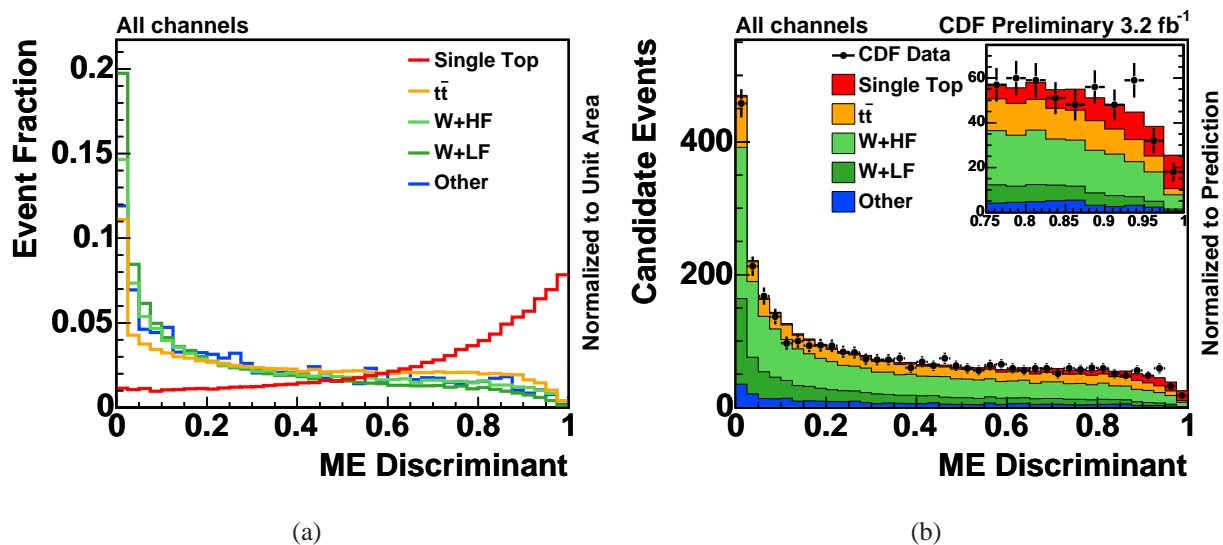 All channels
Event Fraction
0.2
0.15
0.1
0.05
0
Single Top
tt̄
W+HF
W+LF
Other
Normalized to Unit Area
0 0.2 0.4 0.6 0.8 1
ME Discriminant
(a)
All channels CDF Preliminary 3.2 fb⁻¹
Candidate Events
400
200
0
CDF Data
Single Top
tt̄
W+HF
W+LF
Other
60
40
20
0
0.75 0.8 0.85 0.9 0.95 1
Normalized to Prediction
0 0.2 0.4 0.6 0.8 1
ME Discriminant
(b)